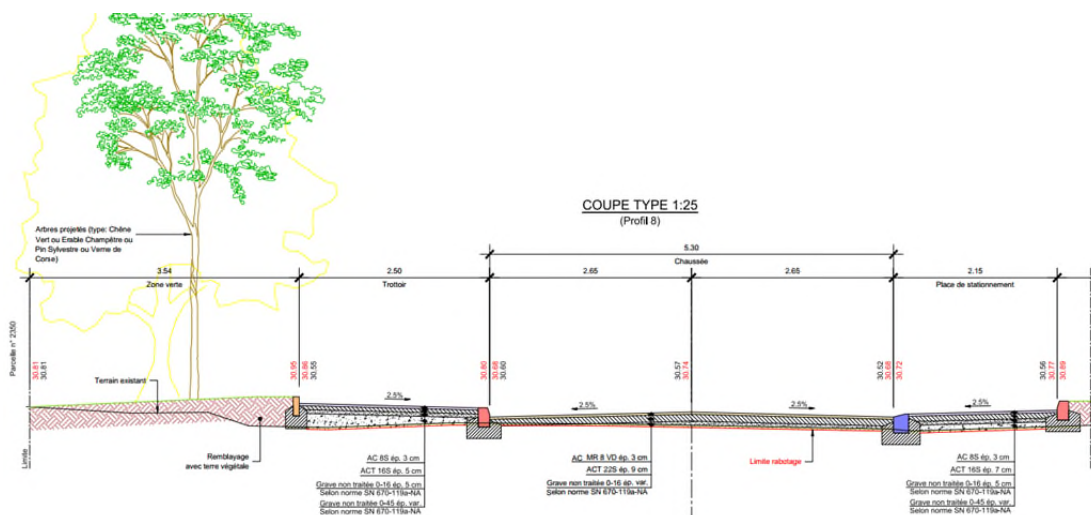 COUPE TYPE 1:25
(Profil 8)
Arbres projetés (type: Chêne
Vert ou Erable Champêtre ou
Pin Sylvestre ou Verne de
Corse)
5.30
Chaussée
3.54
2.50
2.65
2.65
2.15
Zone verte
Trottoir
Place de stationnement
Parcelle n° 2350
30.81
30.81
30.95
30.86
30.55
30.80
30.68
30.60
30.57
30.74
30.52
30.68
30.72
30.56
30.77
30.89
Terrain existant
2.5%
2.5%
2.5%
2.5%
Limite
Remblayage
avec terre végétale
AC 8S ép. 3 cm
ACT 16S ép. 5 cm
Grave non traitée 0-16 ép. 5 cm
Selon norme SN 670-119a-NA
Grave non traitée 0-45 ép. var.
Selon norme SN 670-119a-NA
AC MR 8 VD ép. 3 cm
ACT 22S ép. 9 cm
Grave non traitée 0-16 ép. var.
Selon norme SN 670-119a-NA
Limite rabotage
AC 8S ép. 3 cm
ACT 16S ép. 7 cm
Grave non traitée 0-16 ép. 5 cm
Selon norme SN 670-119a-NA
Grave non traitée 0-45 ép. var.
Selon norme SN 670-119a-NA